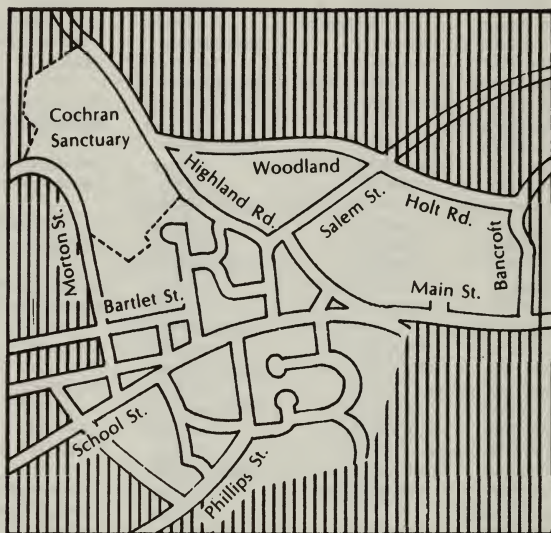 Cochran
Sanctuary
Woodland
Highland Rd.
Salem St.
Holt Rd.
Morton St.
Bancroft
Main St.
Bartlet St.
School St.
Phillips St.